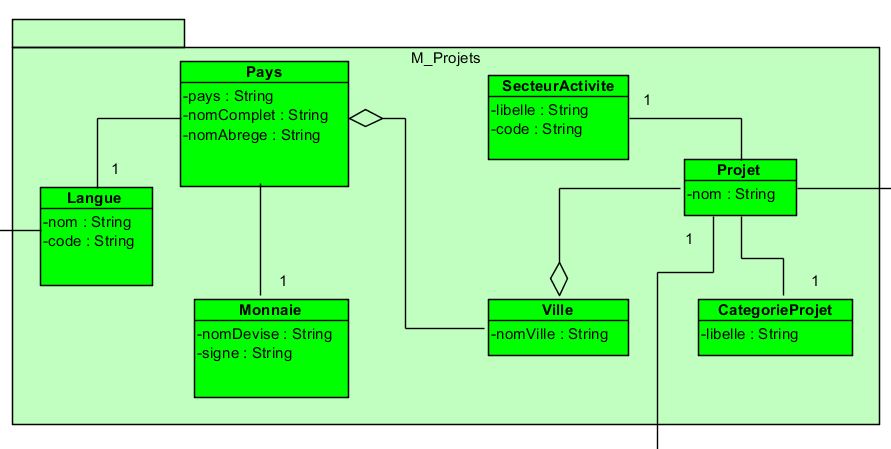 M_Projets
Pays
-pays : String
-nomComplet : String
-nomAbrege : String
SecteurActivite
-libelle : String
-code : String
1
1
Langue
-nom : String
-code : String
Projet
-nom : String
1
1
1
Monnaie
-nomDevise : String
-signe : String
Ville
-nomVille : String
CategorieProjet
-libelle : String